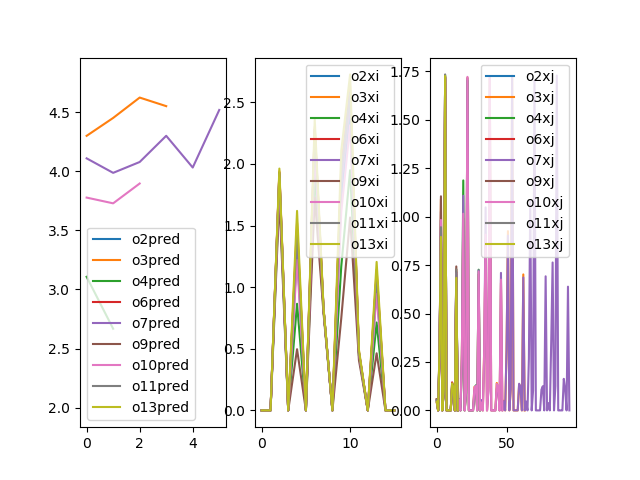 4.5
4.0
3.5
3.0
2.5
2.0
0
2
4
o2pred
o3pred
o4pred
o6pred
o7pred
o9pred
o10pred
o11pred
o13pred
2.5
2.0
1.5
1.0
0.5
0.0
0
10
o2xi
o3xi
o4xi
o6xi
o7xi
o9xi
o10xi
o11xi
o13xi
1.75
1.50
1.25
1.00
0.75
0.50
0.25
0.00
0
50
o2xj
o3xj
o4xj
o6xj
o7xj
o9xj
o10xj
o11xj
o13xj